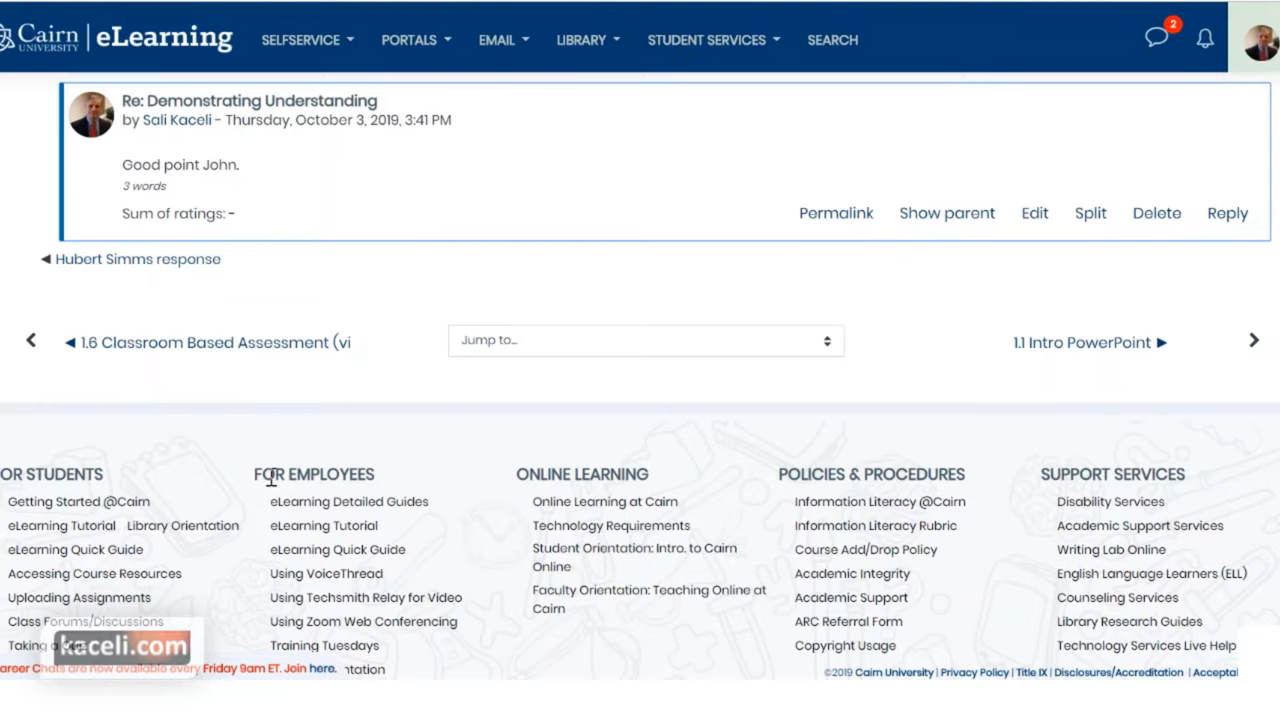 Cairn UNIVERSITY | eLearning SELFSERVICE PORTALS EMAIL LIBRARY STUDENT SERVICES SEARCH 2
Re: Demonstrating Understanding
by Sali Kaceli - Thursday, October 3, 2019, 3:41 PM
Good point John.
3 words
Sum of ratings: -
Permalink Show parent Edit Split Delete Reply
◀ Hubert Simms response
◀ 1.6 Classroom Based Assessment (vi
Jump to...
1.1 Intro PowerPoint ▶
OR STUDENTS
Getting Started @Cairn
eLearning Tutorial Library Orientation
eLearning Quick Guide
Accessing Course Resources
Uploading Assignments
Class Forums/Discussions
Taking a
kaceli.com
FOR EMPLOYEES
eLearning Detailed Guides
eLearning Tutorial
eLearning Quick Guide
Using VoiceThread
Using Techsmith Relay for Video
Using Zoom Web Conferencing
Training Tuesdays
ntation
ONLINE LEARNING
Online Learning at Cairn
Technology Requirements
Student Orientation: Intro. to Cairn
Online
Faculty Orientation: Teaching Online at
Cairn
POLICIES & PROCEDURES
Information Literacy @Cairn
Information Literacy Rubric
Course Add/Drop Policy
Academic Integrity
Academic Support
ARC Referral Form
Copyright Usage
SUPPORT SERVICES
Disability Services
Academic Support Services
Writing Lab Online
English Language Learners (ELL)
Counseling Services
Library Research Guides
Technology Services Live Help
areer Chats are now available every Friday 9am ET. Join here.
©2019 Cairn University | Privacy Policy | Title IX | Disclosures/Accreditation | Accepta